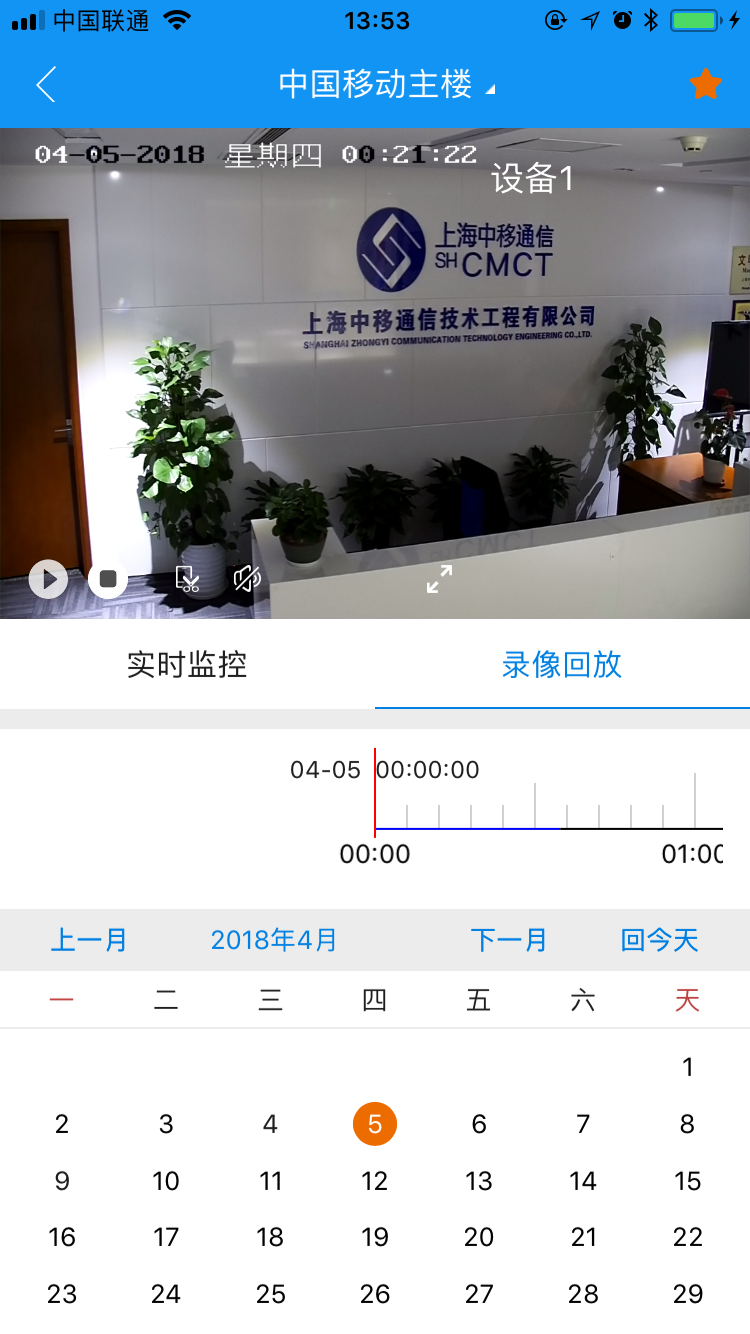 中国联通 13:53
中国移动主楼
04-05-2018 星期四 00:21:22
设备1
上海中移通信
SH CMCT
上海中移通信技术工程有限公司
SHANGHAI ZHONGYI COMMUNICATION TECHNOLOGY ENGINEERING CO.,LTD.
CMCT
实时监控 录像回放
04-05 00:00:00
00:00 01:00
上一月 2018年4月 下一月 回今天
一 二 三 四 五 六 天
1
2 3 4 5 6 7 8
9 10 11 12 13 14 15
16 17 18 19 20 21 22
23 24 25 26 27 28 29